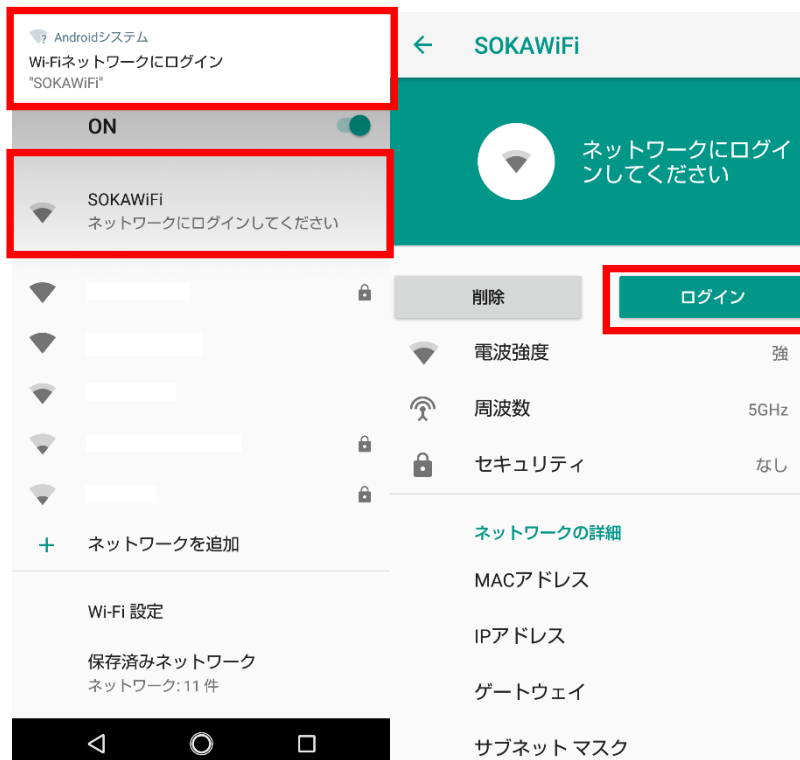 Androidシステム
Wi-Fiネットワークにログイン
"SOKAWiFi"
ON
SOKAWiFi
ネットワークにログインしてください
ネットワークを追加
Wi-Fi 設定
保存済みネットワーク
ネットワーク: 11 件
SOKAWiFi
ネットワークにログイ
ンしてください
削除
ログイン
電波強度
強
周波数
5GHz
セキュリティ
なし
ネットワークの詳細
MACアドレス
IPアドレス
ゲートウェイ
サブネット マスク